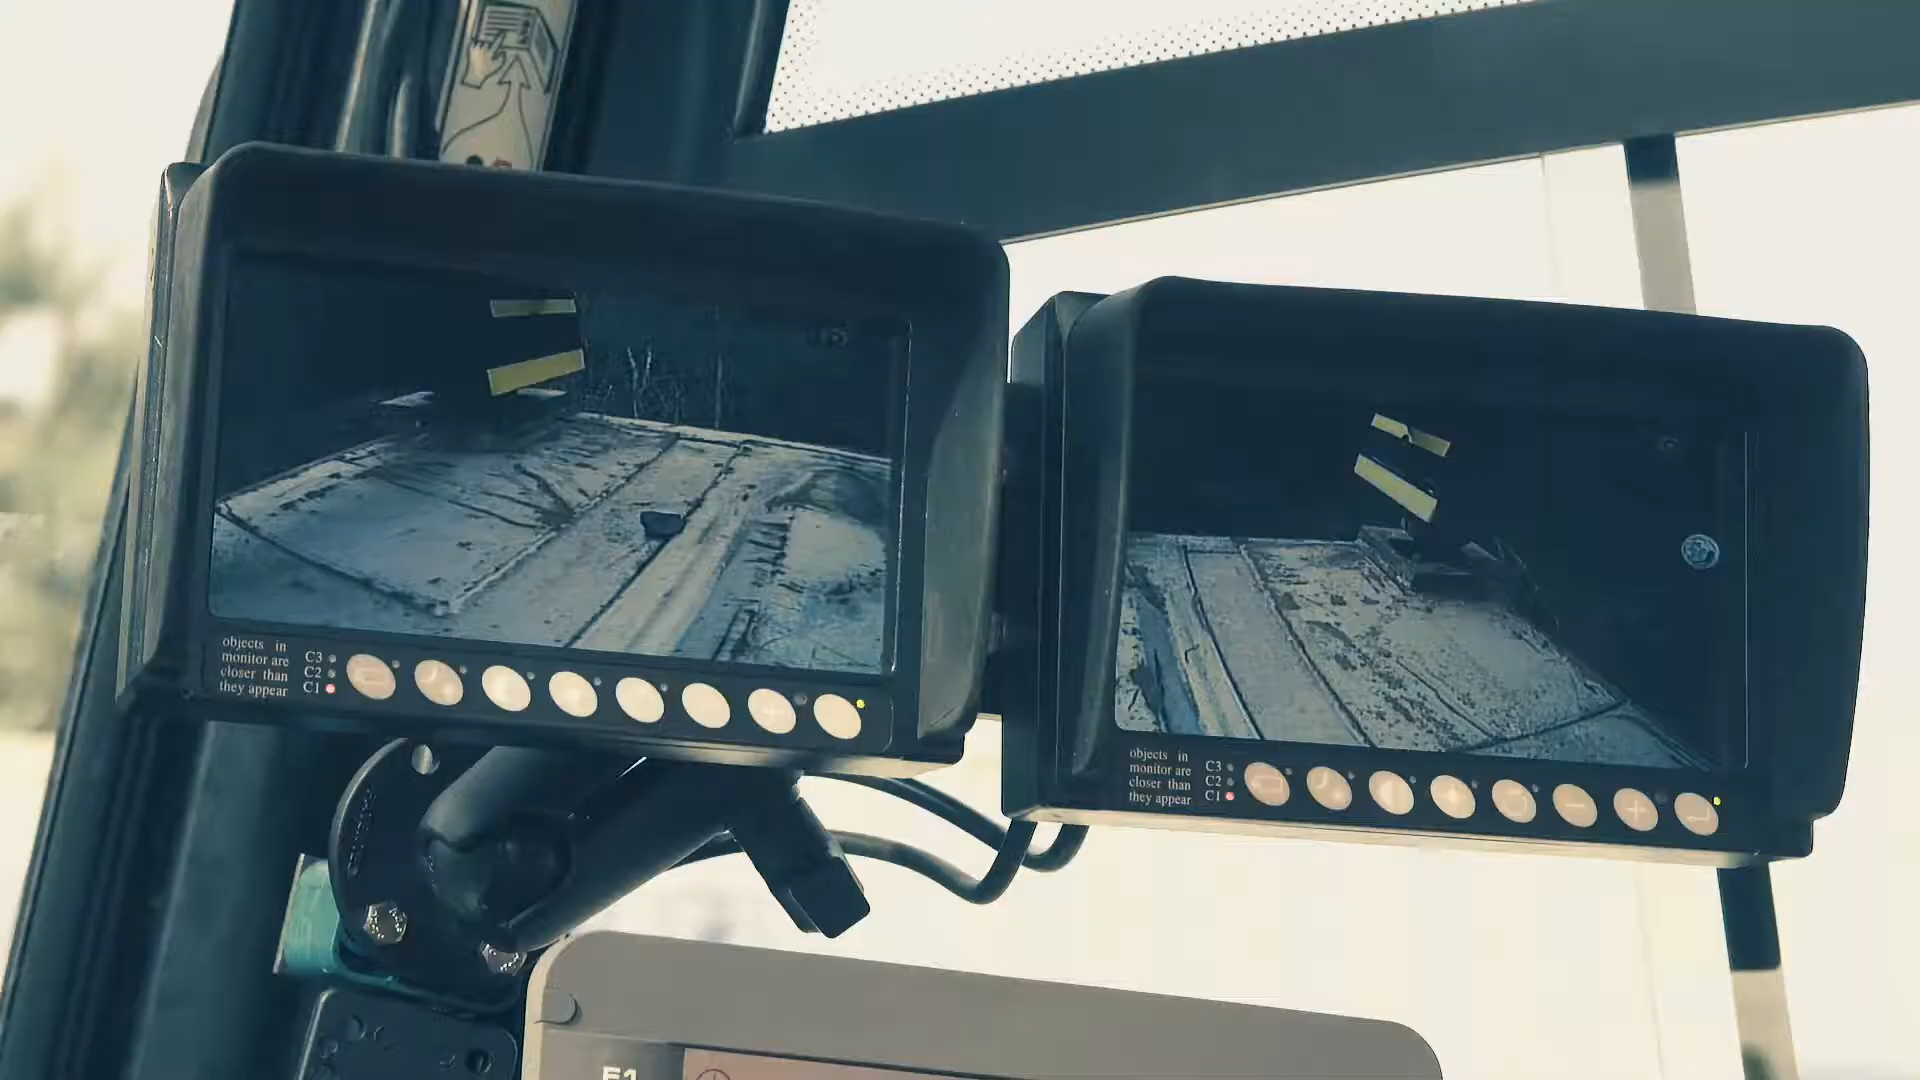 objects in
monitor are
closer than
they appear
C3
C2
C1
objects in
monitor are
closer than
they appear
C3
C2
C1
F1